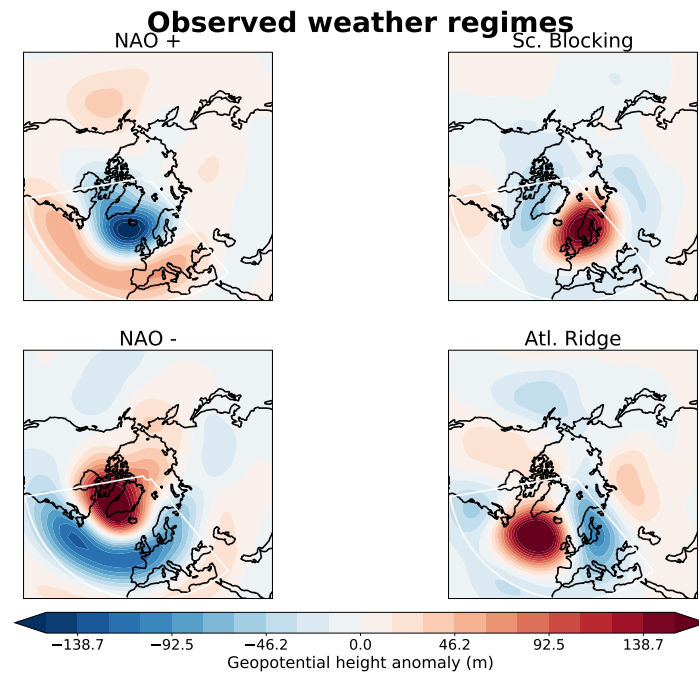 Observed weather regimes
NAO +
Sc. Blocking
NAO -
Atl. Ridge
−138.7 −92.5 −46.2 0.0 46.2 92.5 138.7
Geopotential height anomaly (m)